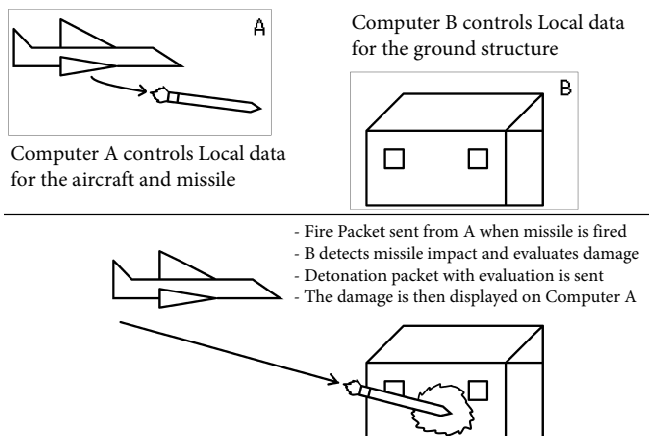 A
Computer A controls Local data
for the aircraft and missile
Computer B controls Local data
for the ground structure
B
- Fire Packet sent from A when missile is fired
- B detects missile impact and evaluates damage
- Detonation packet with evaluation is sent
- The damage is then displayed on Computer A